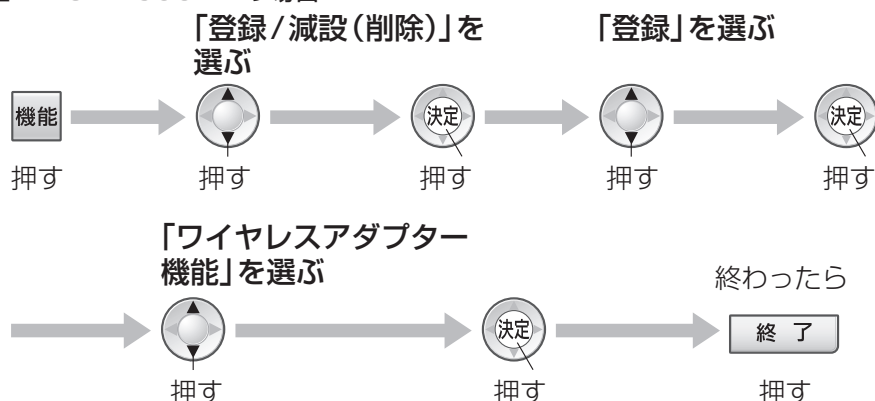 「登録/減設(削除)」を 「登録」を選ぶ
選ぶ
機能 決定 決定
押す 押す 押す 押す 押す
「ワイヤレスアダプター
機能」を選ぶ
終わったら
決定 終 了
押す 押す 押す